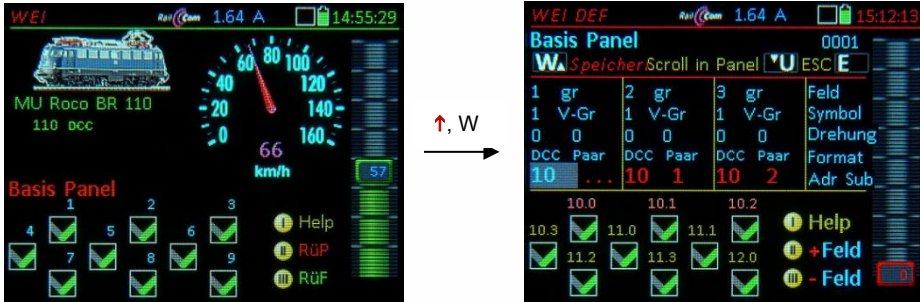 WEI RailCom 1.64 A 14:55:29
MU Roco BR 110
110 DCC
0 20 40 60 80 100 120 140 160
66
km/h
57
Basis Panel
1 2 3
4 5 6
7 8 9
I Help
II RüP
III RüF
↑, W
WEI DEF RailCom 1.64 A 15:12:13
Basis Panel 0001
W Speichern Scroll in Panel U ESC E
1 gr 2 gr 3 gr Feld
1 V-Gr 1 V-Gr 1 V-Gr Symbol
0 0 0 0 0 0 Drehung
DCC Paar DCC Paar DCC Paar Format
10 ... 10 1 10 2 Adr Sub
10.0 10.1 10.2
10.3 11.0 11.1
11.2 11.3 12.0
I Help
II +Feld
III - Feld
0